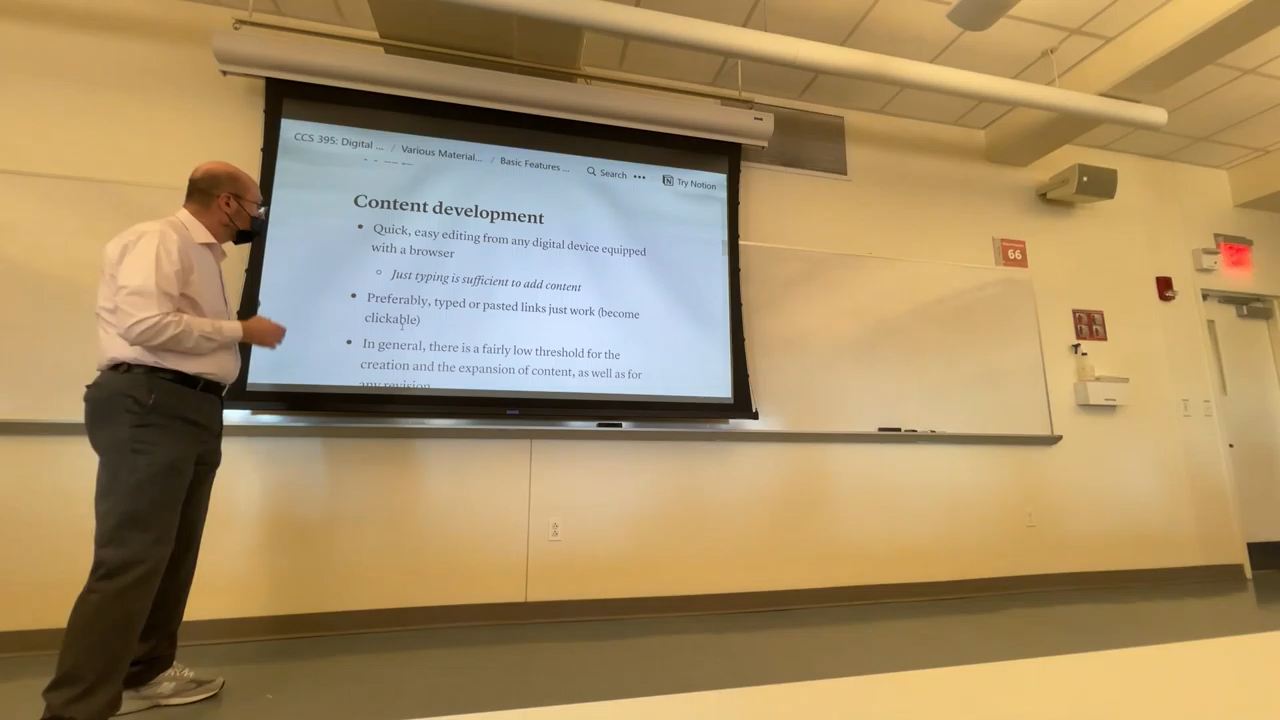 CCS 395: Digital ... / Various Material... / Basic Features ... Search ••• Try Notion
Content development
• Quick, easy editing from any digital device equipped
with a browser
◦ Just typing is sufficient to add content
• Preferably, typed or pasted links just work (become
clickable)
• In general, there is a fairly low threshold for the
creation and the expansion of content, as well as for
any revision
66